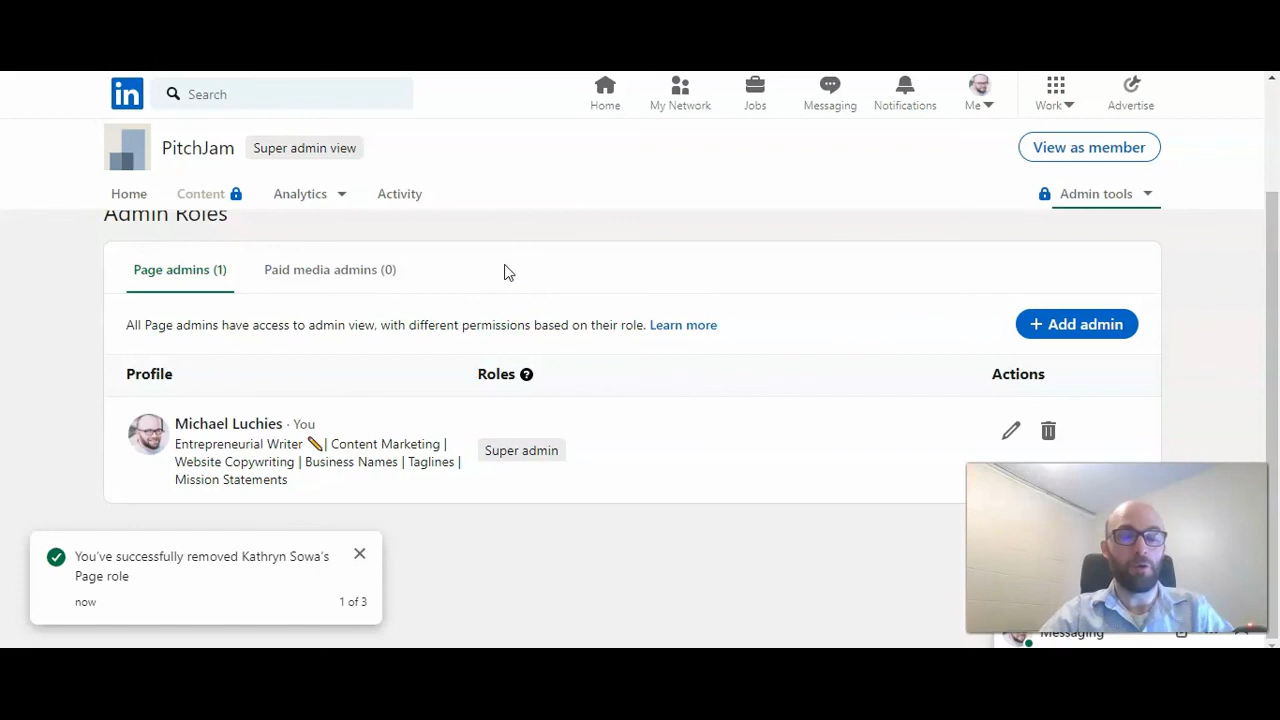 in
Search
Home
My Network
Jobs
Messaging
Notifications
Me
Work
Advertise
PitchJam
Super admin view
View as member
Home
Content
Analytics
Activity
Admin tools
Admin Roles
Page admins (1)
Paid media admins (0)
All Page admins have access to admin view, with different permissions based on their role. Learn more
+ Add admin
Profile
Roles
Actions
Michael Luchies · You
Entrepreneurial Writer ✏️| Content Marketing |
Website Copywriting | Business Names | Taglines |
Mission Statements
Super admin
You've successfully removed Kathryn Sowa's
Page role
now
1 of 3
Messaging